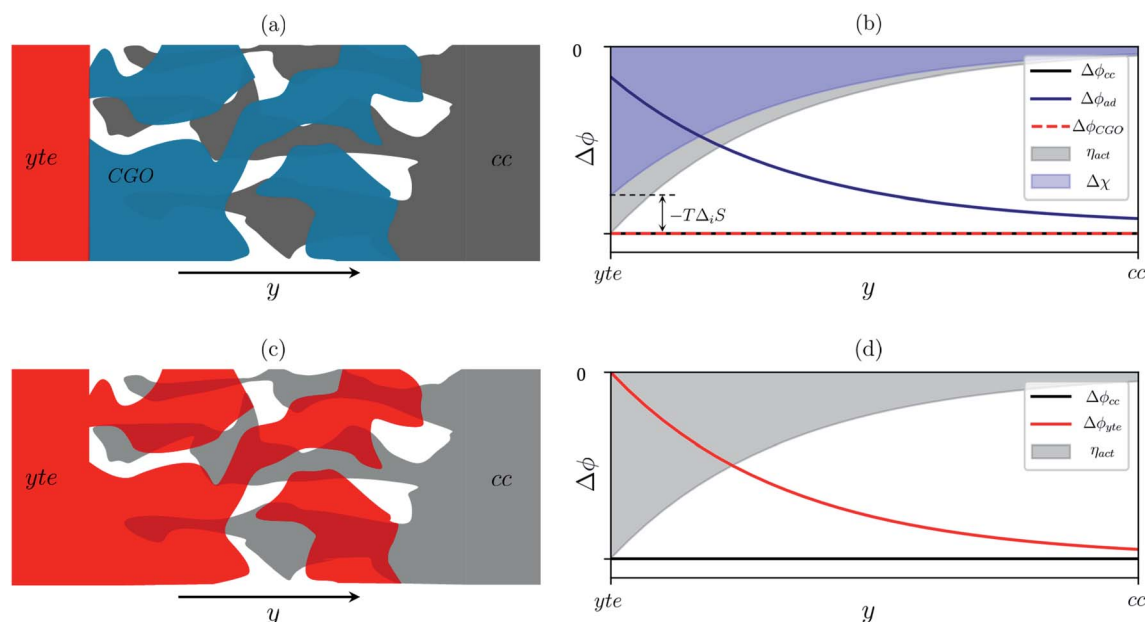 (a)
yte
CGO
cc
y
(b)
0
Δϕ
Δϕ_cc
Δϕ_ad
Δϕ_CGO
η_act
Δχ
−TΔ_iS
yte
y
cc
(c)
yte
cc
y
(d)
0
Δϕ
Δϕ_cc
Δϕ_yte
η_act
yte
y
cc